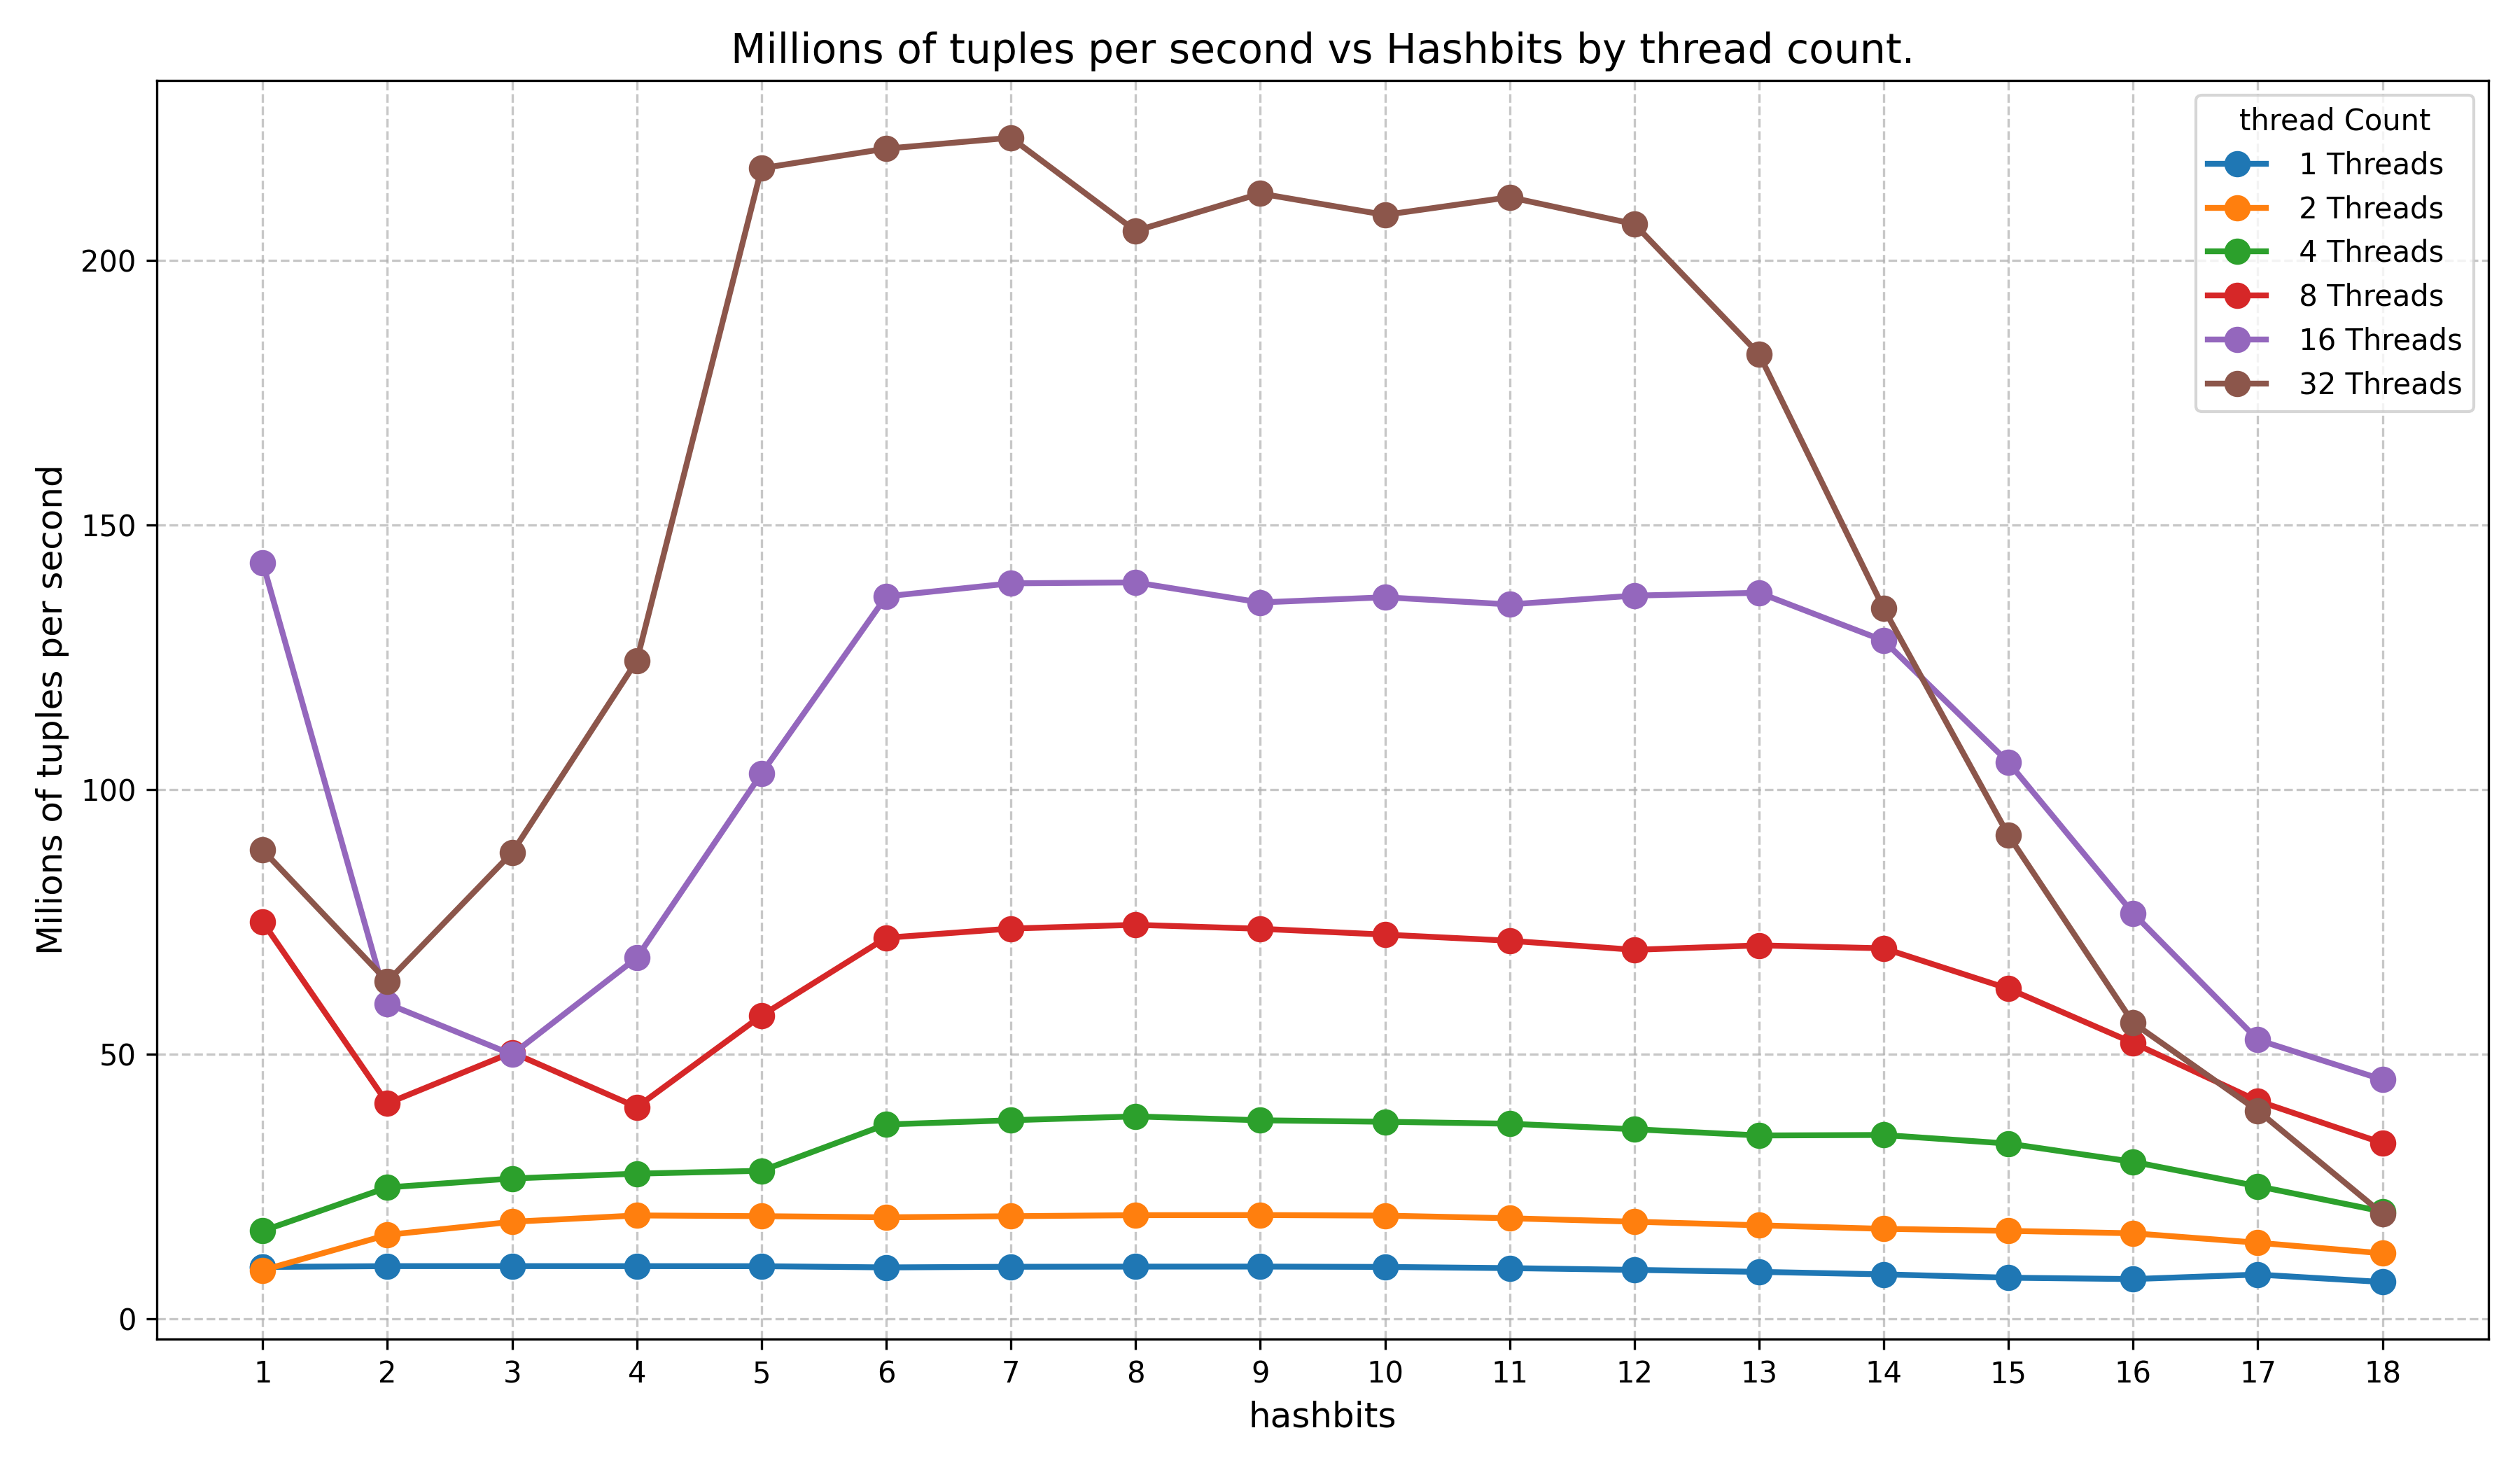 Millions of tuples per second vs Hashbits by thread count.
thread Count
1 Threads
2 Threads
4 Threads
8 Threads
16 Threads
32 Threads
Milions of tuples per second
200
150
100
50
0
1 2 3 4 5 6 7 8 9 10 11 12 13 14 15 16 17 18
hashbits